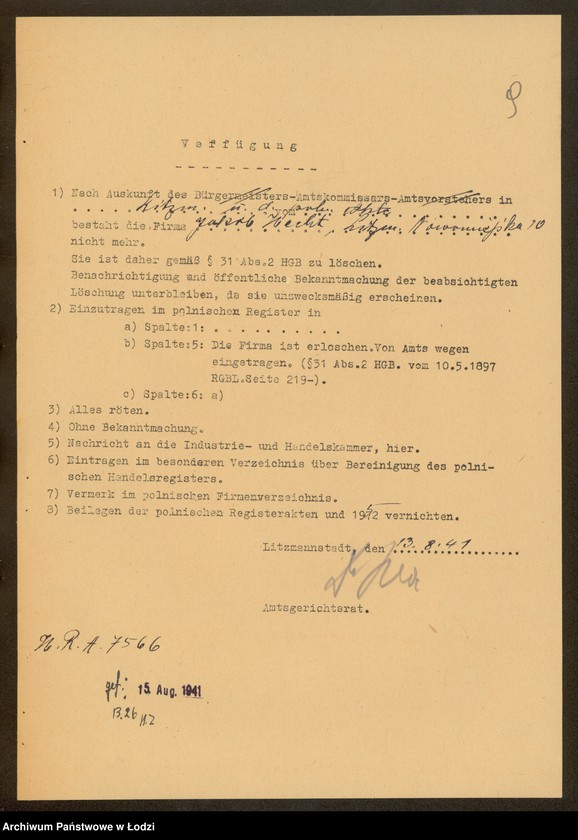 9
Verfügung
- - - - - - - - - - -
1) Nach Auskunft des Bürgermeisters-Amtskommissars-Amtsvorstehers in
. . . . . Litzm. u. d. vom
besteht die Firma Jakob Hecht, Litzm. 10
nicht mehr.
Sie ist daher gemäß § 31 Abs.2 HGB zu löschen.
Benachrichtigung und öffentliche Bekanntmachung der beabsichtigten
Löschung unterbleiben, da sie unzweckmäßig erscheinen.
2) Einzutragen im polnischen Register in
a) Spalte:1: . . . . . . . . . . .
b) Spalte:5: Die Firma ist erloschen.Von Amts wegen
eingetragen. (§31 Abs.2 HGB. vom 10.5.1897
RGBL.Seite 219-).
c) Spalte:6: a)
3) Alles röten.
4) Ohne Bekanntmachung.
5) Nachricht an die Industrie- und Handelskammer, hier.
6) Eintragen im besonderen Verzeichnis über Bereinigung des polni-
schen Handelsregisters.
7) Vermerk im polnischen Firmenverzeichnis.
8) Beilegen der polnischen Registerakten und vernichten.
Litzmannstadt, den 13.8.41
Amtsgerichtsrat.
H.R.A. 7566
gef: 15. Aug. 1941
B.26
Archiwum Państwowe w Łodzi